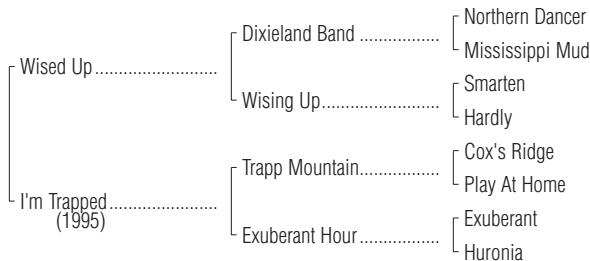 Northern Dancer
Dixieland Band ................
Mississippi Mud
Wised Up ........................
Smarten
Wising Up.......................
Hardly
Cox's Ridge
Trapp Mountain................
Play At Home
I'm Trapped.....................
(1995)
Exuberant
Exuberant Hour ................
Huronia